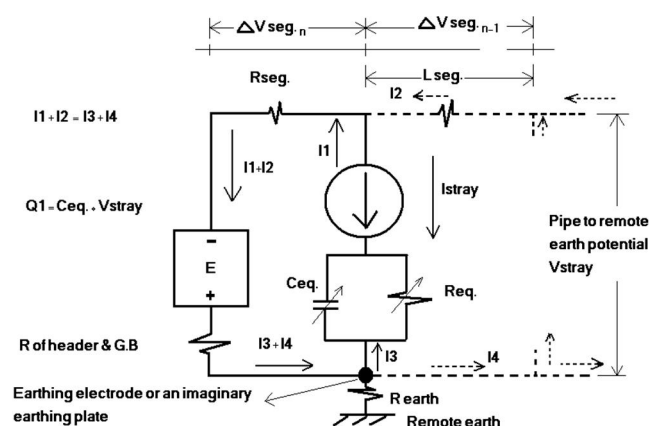 ΔV seg. n
ΔV seg. n-1
Rseg.
L seg.
I2
I1+I2 = I3+I4
I1
I1+I2
Istray
Q1 = Ceq. * Vstray
Pipe to remote
earth potential
Vstray
-
E
+
Ceq.
Req.
R of header & G.B
I3+I4
I3
I4
Earthing electrode or an imaginary
earthing plate
R earth
Remote earth